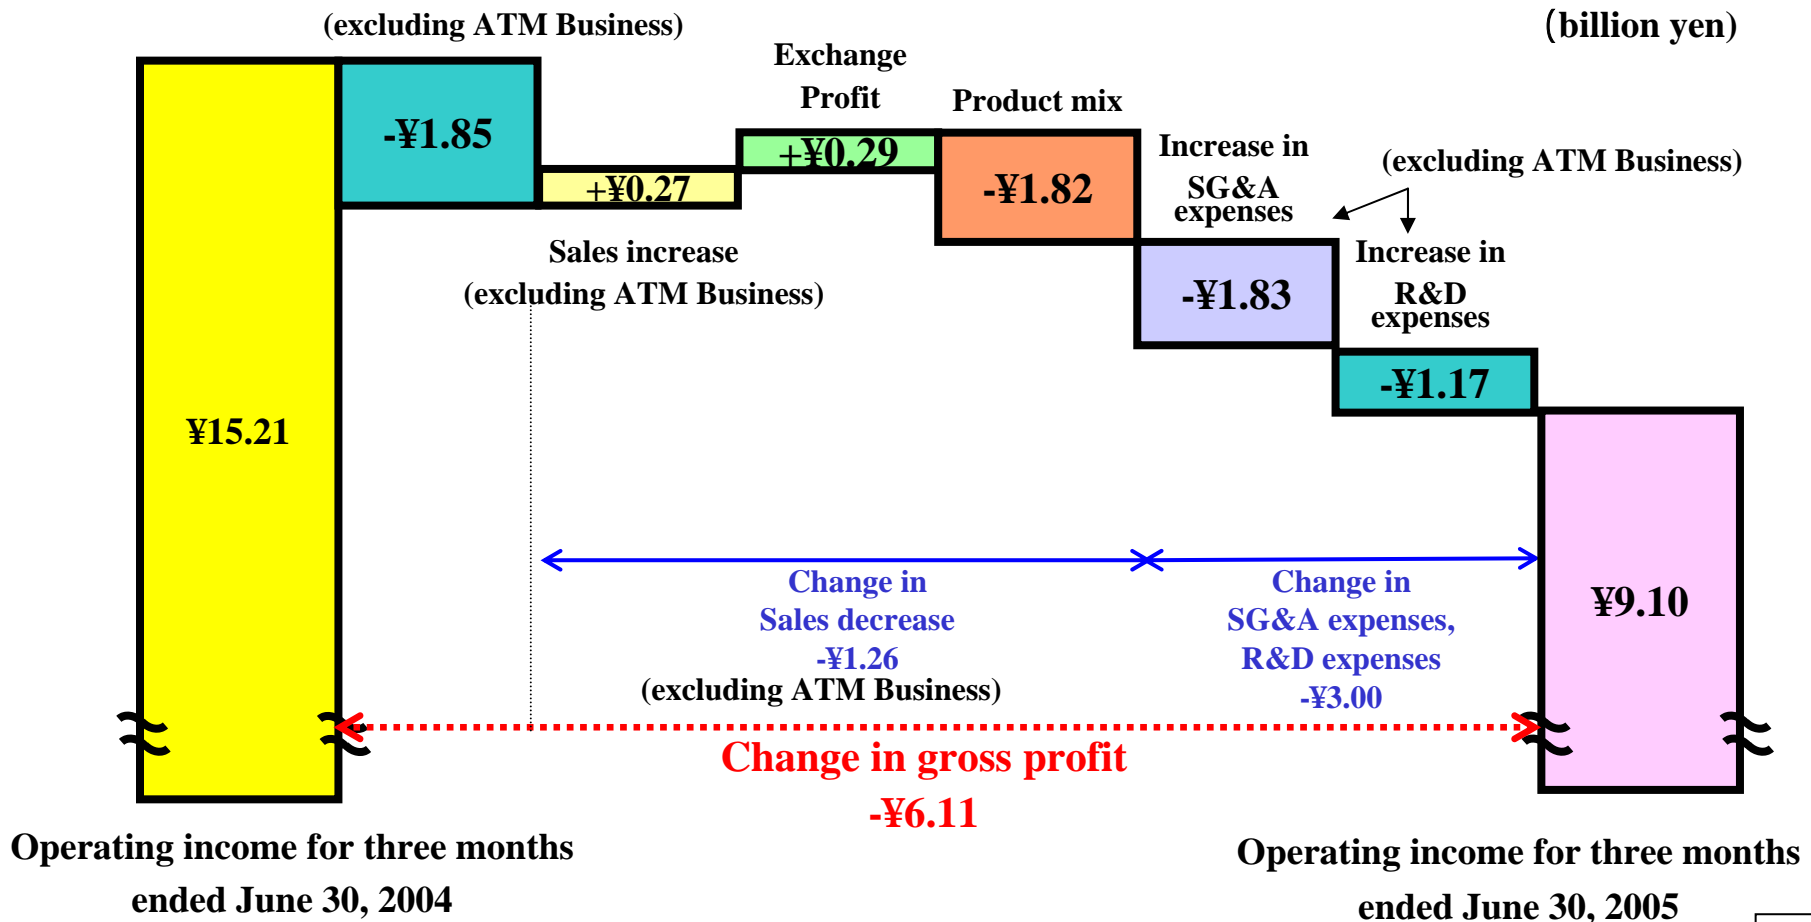 (excluding ATM Business)
(billion yen)
Exchange
Profit
Product mix
Increase in
SG&A
expenses
(excluding ATM Business)
-¥1.85
+¥0.27
+¥0.29
-¥1.82
-¥1.83
-¥1.17
Sales increase
(excluding ATM Business)
Increase in
R&D
expenses
¥15.21
Change in
Sales decrease
-¥1.26
(excluding ATM Business)
Change in
SG&A expenses,
R&D expenses
-¥3.00
¥9.10
Change in gross profit
-¥6.11
Operating income for three months
ended June 30, 2004
Operating income for three months
ended June 30, 2005